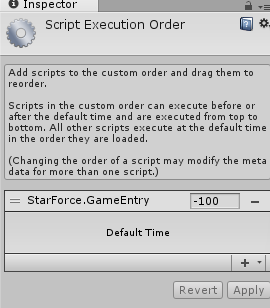 Inspector
Script Execution Order
Add scripts to the custom order and drag them to
reorder.
Scripts in the custom order can execute before or
after the default time and are executed from top to
bottom. All other scripts execute at the default time
in the order they are loaded.
(Changing the order of a script may modify the meta
data for more than one script.)
StarForce.GameEntry -100
Default Time
Revert Apply